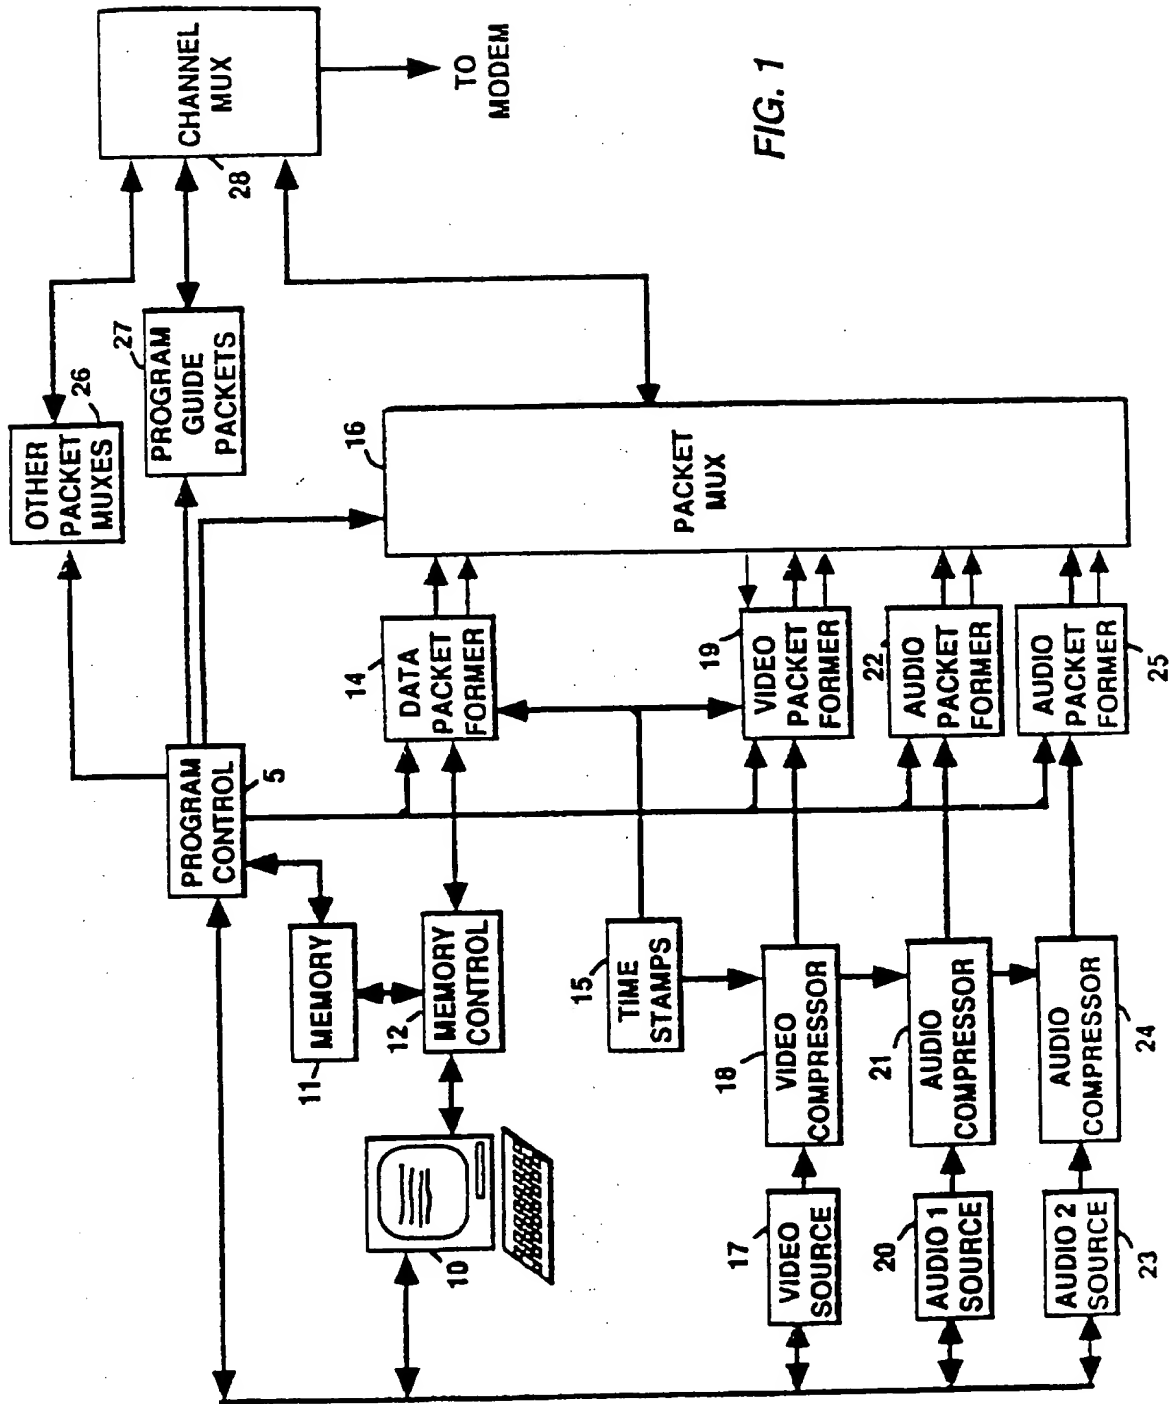 OTHER
PACKET
MUXES
26
PROGRAM
GUIDE
PACKETS
27
CHANNEL
MUX
28
TO
MODEM
PROGRAM
CONTROL
5
MEMORY
11
MEMORY
CONTROL
12
10
DATA
PACKET
FORMER
14
TIME
STAMPS
15
PACKET
MUX
16
VIDEO
SOURCE
17
VIDEO
COMPRESSOR
18
VIDEO
PACKET
FORMER
19
AUDIO 1
SOURCE
20
AUDIO
COMPRESSOR
21
AUDIO
PACKET
FORMER
22
AUDIO 2
SOURCE
23
AUDIO
COMPRESSOR
24
AUDIO
PACKET
FORMER
25
FIG. 1